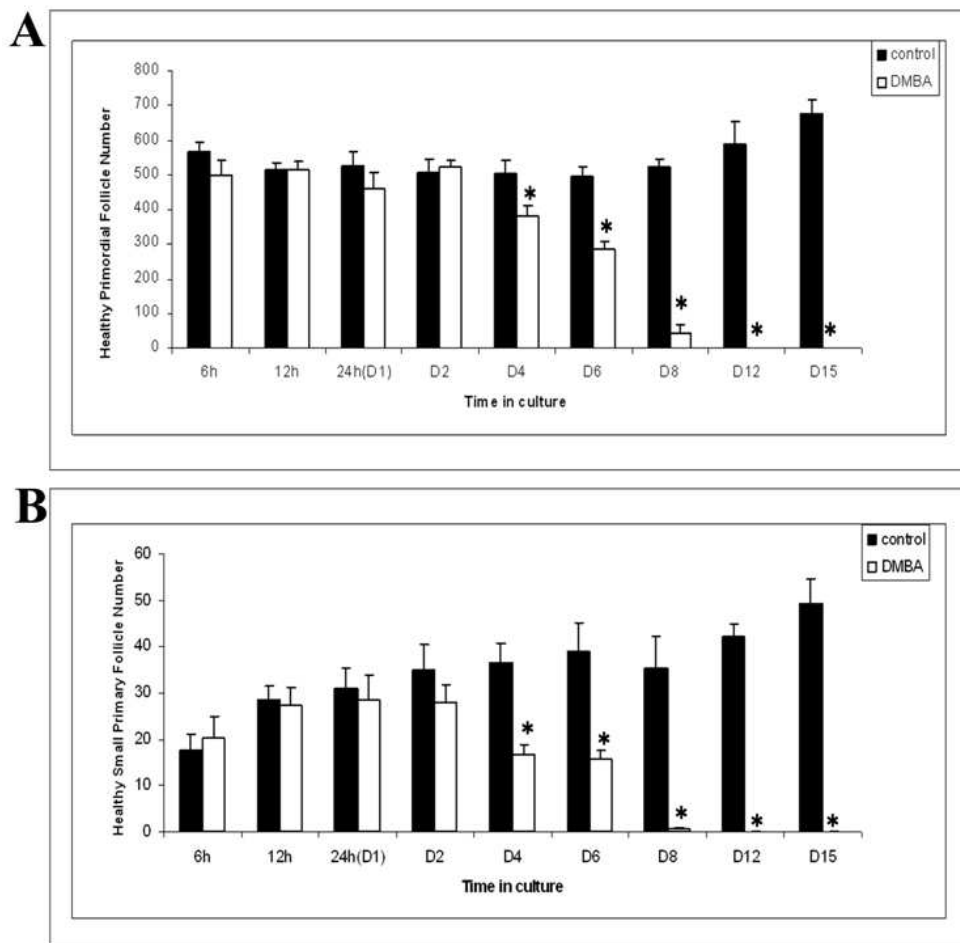 A
control
DMBA
Healthy Primordial Follicle Number
800
700
600
500
400
300
200
100
0
*
*
*
*
*
6h 12h 24h(D1) D2 D4 D6 D8 D12 D15
Time in culture
B
control
DMBA
Healthy Small Primary Follicle Number
60
50
40
30
20
10
0
*
*
*
*
*
6h 12h 24h(D1) D2 D4 D6 D8 D12 D15
Time in culture